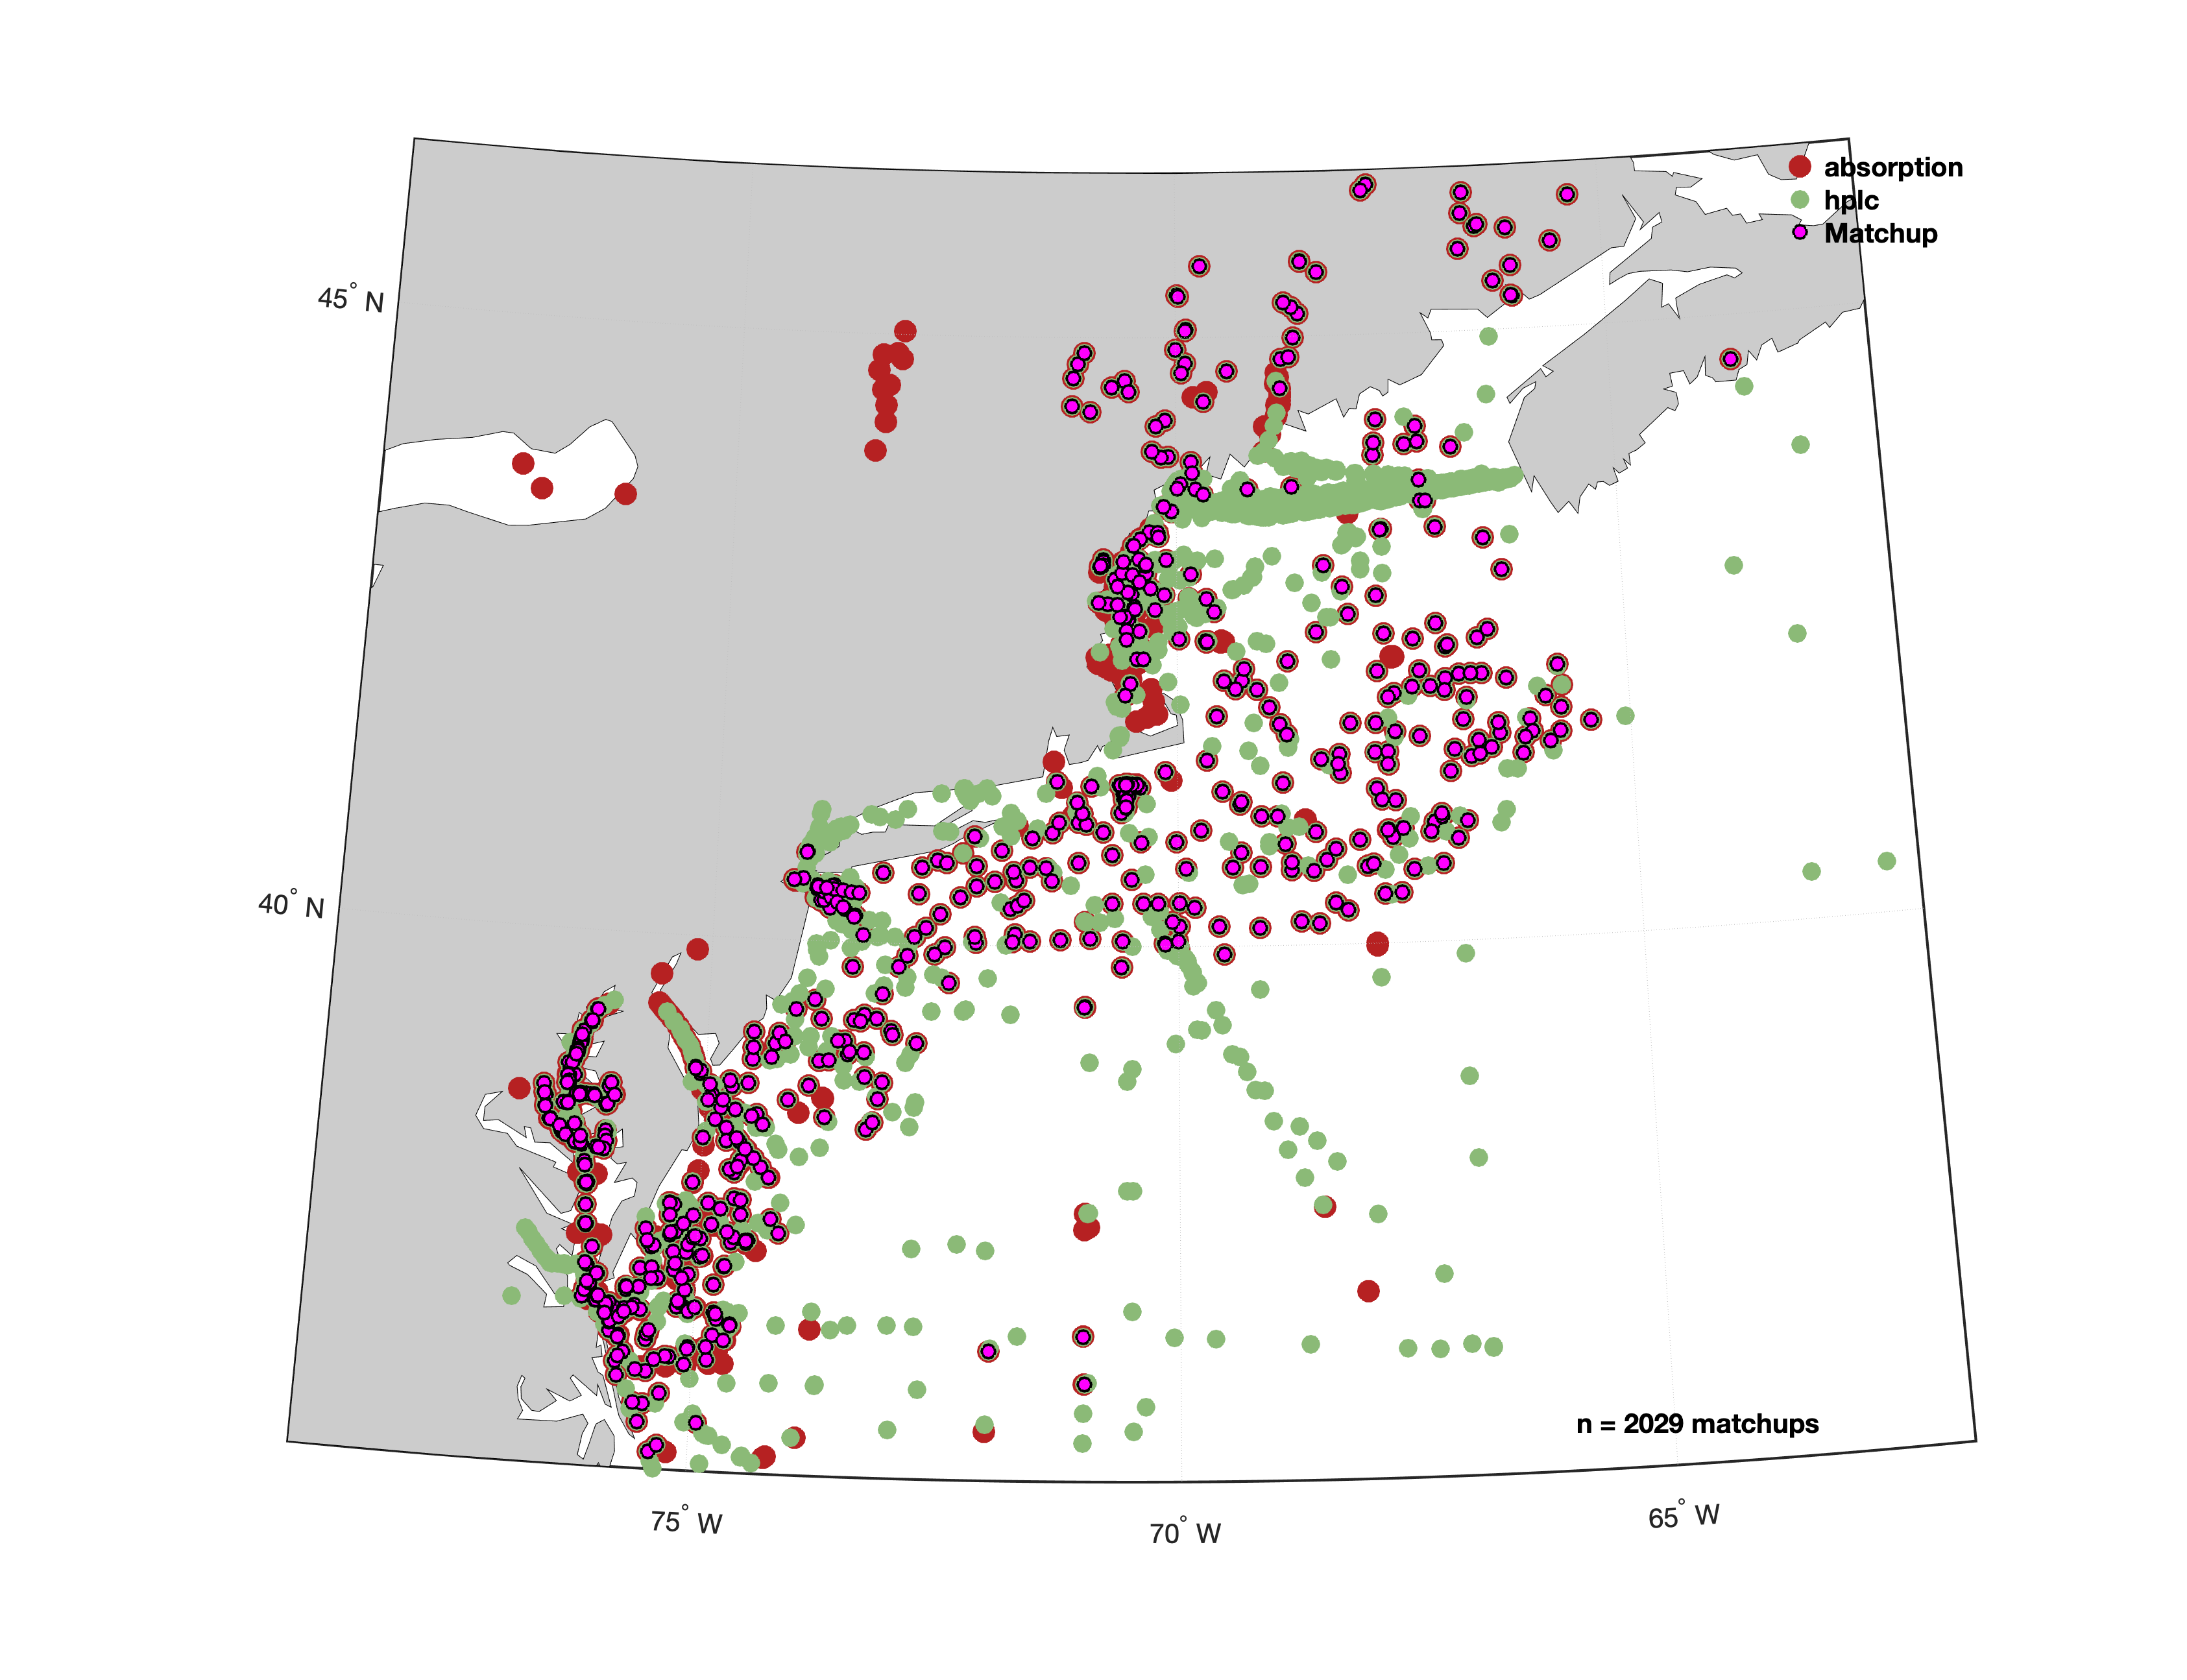 absorption
hplc
Matchup
45° N
40° N
n = 2029 matchups
75° W
70° W
65° W